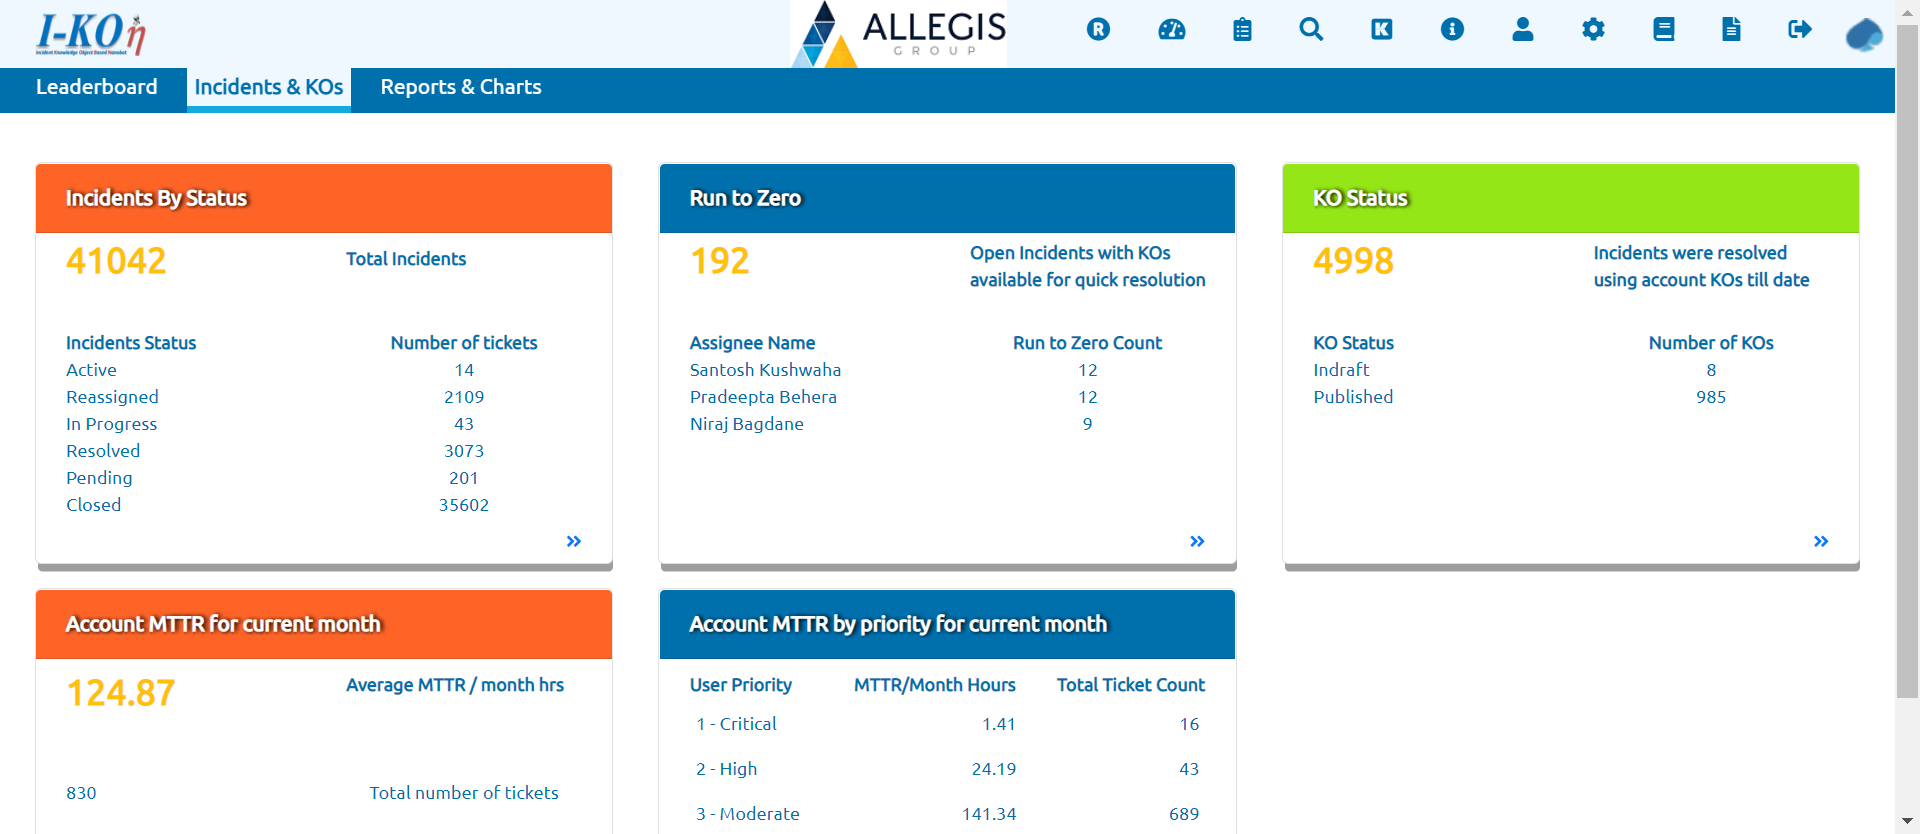 I-KO η
Incident Knowledge Object Based Nanobot
ALLEGIS
GROUP
R
K
Leaderboard
Incidents & KOs
Reports & Charts
Incidents By Status
41042 Total Incidents
Incidents Status Number of tickets
Active 14
Reassigned 2109
In Progress 43
Resolved 3073
Pending 201
Closed 35602
»
Run to Zero
192 Open Incidents with KOs
available for quick resolution
Assignee Name Run to Zero Count
Santosh Kushwaha 12
Pradeepta Behera 12
Niraj Bagdane 9
»
KO Status
4998 Incidents were resolved
using account KOs till date
KO Status Number of KOs
Indraft 8
Published 985
»
Account MTTR for current month
124.87 Average MTTR / month hrs
830 Total number of tickets
Account MTTR by priority for current month
User Priority MTTR/Month Hours Total Ticket Count
1 - Critical 1.41 16
2 - High 24.19 43
3 - Moderate 141.34 689